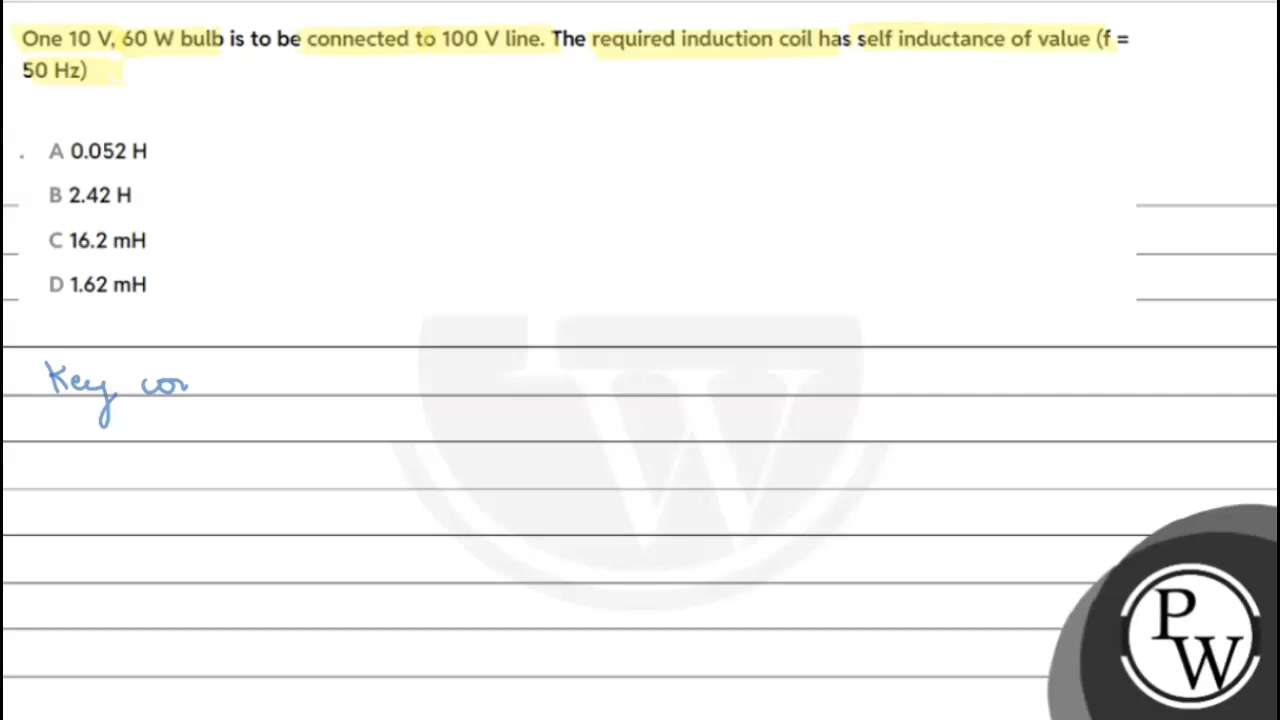 One 10 V, 60 W bulb is to be connected to 100 V line. The required induction coil has self inductance of value (f =
50 Hz)
. A 0.052 H
B 2.42 H
C 16.2 mH
D 1.62 mH
Key con
W
P
W